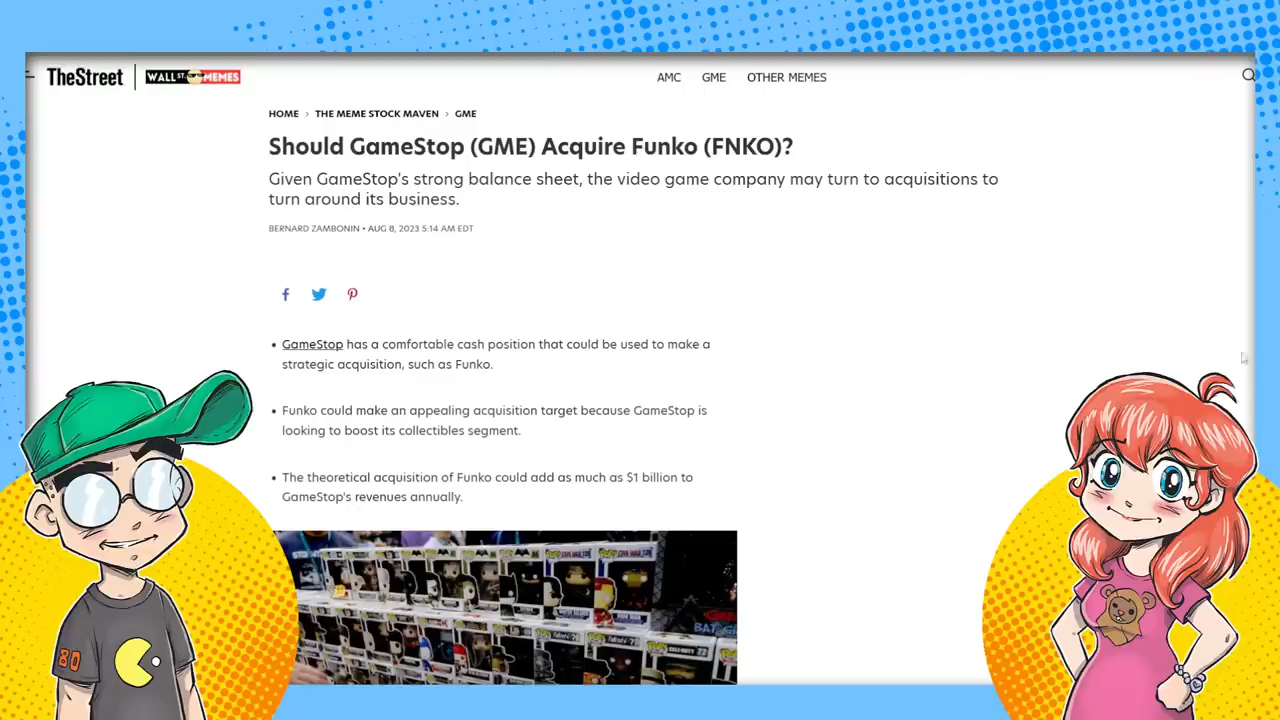 TheStreet
WALL ST. MEMES
AMC GME OTHER MEMES
HOME › THE MEME STOCK MAVEN › GME
Should GameStop (GME) Acquire Funko (FNKO)?
Given GameStop's strong balance sheet, the video game company may turn to acquisitions to
turn around its business.
BERNARD ZAMBONIN • AUG 8, 2023 5:14 AM EDT
• GameStop has a comfortable cash position that could be used to make a
strategic acquisition, such as Funko.
• Funko could make an appealing acquisition target because GameStop is
looking to boost its collectibles segment.
• The theoretical acquisition of Funko could add as much as $1 billion to
GameStop's revenues annually.
80